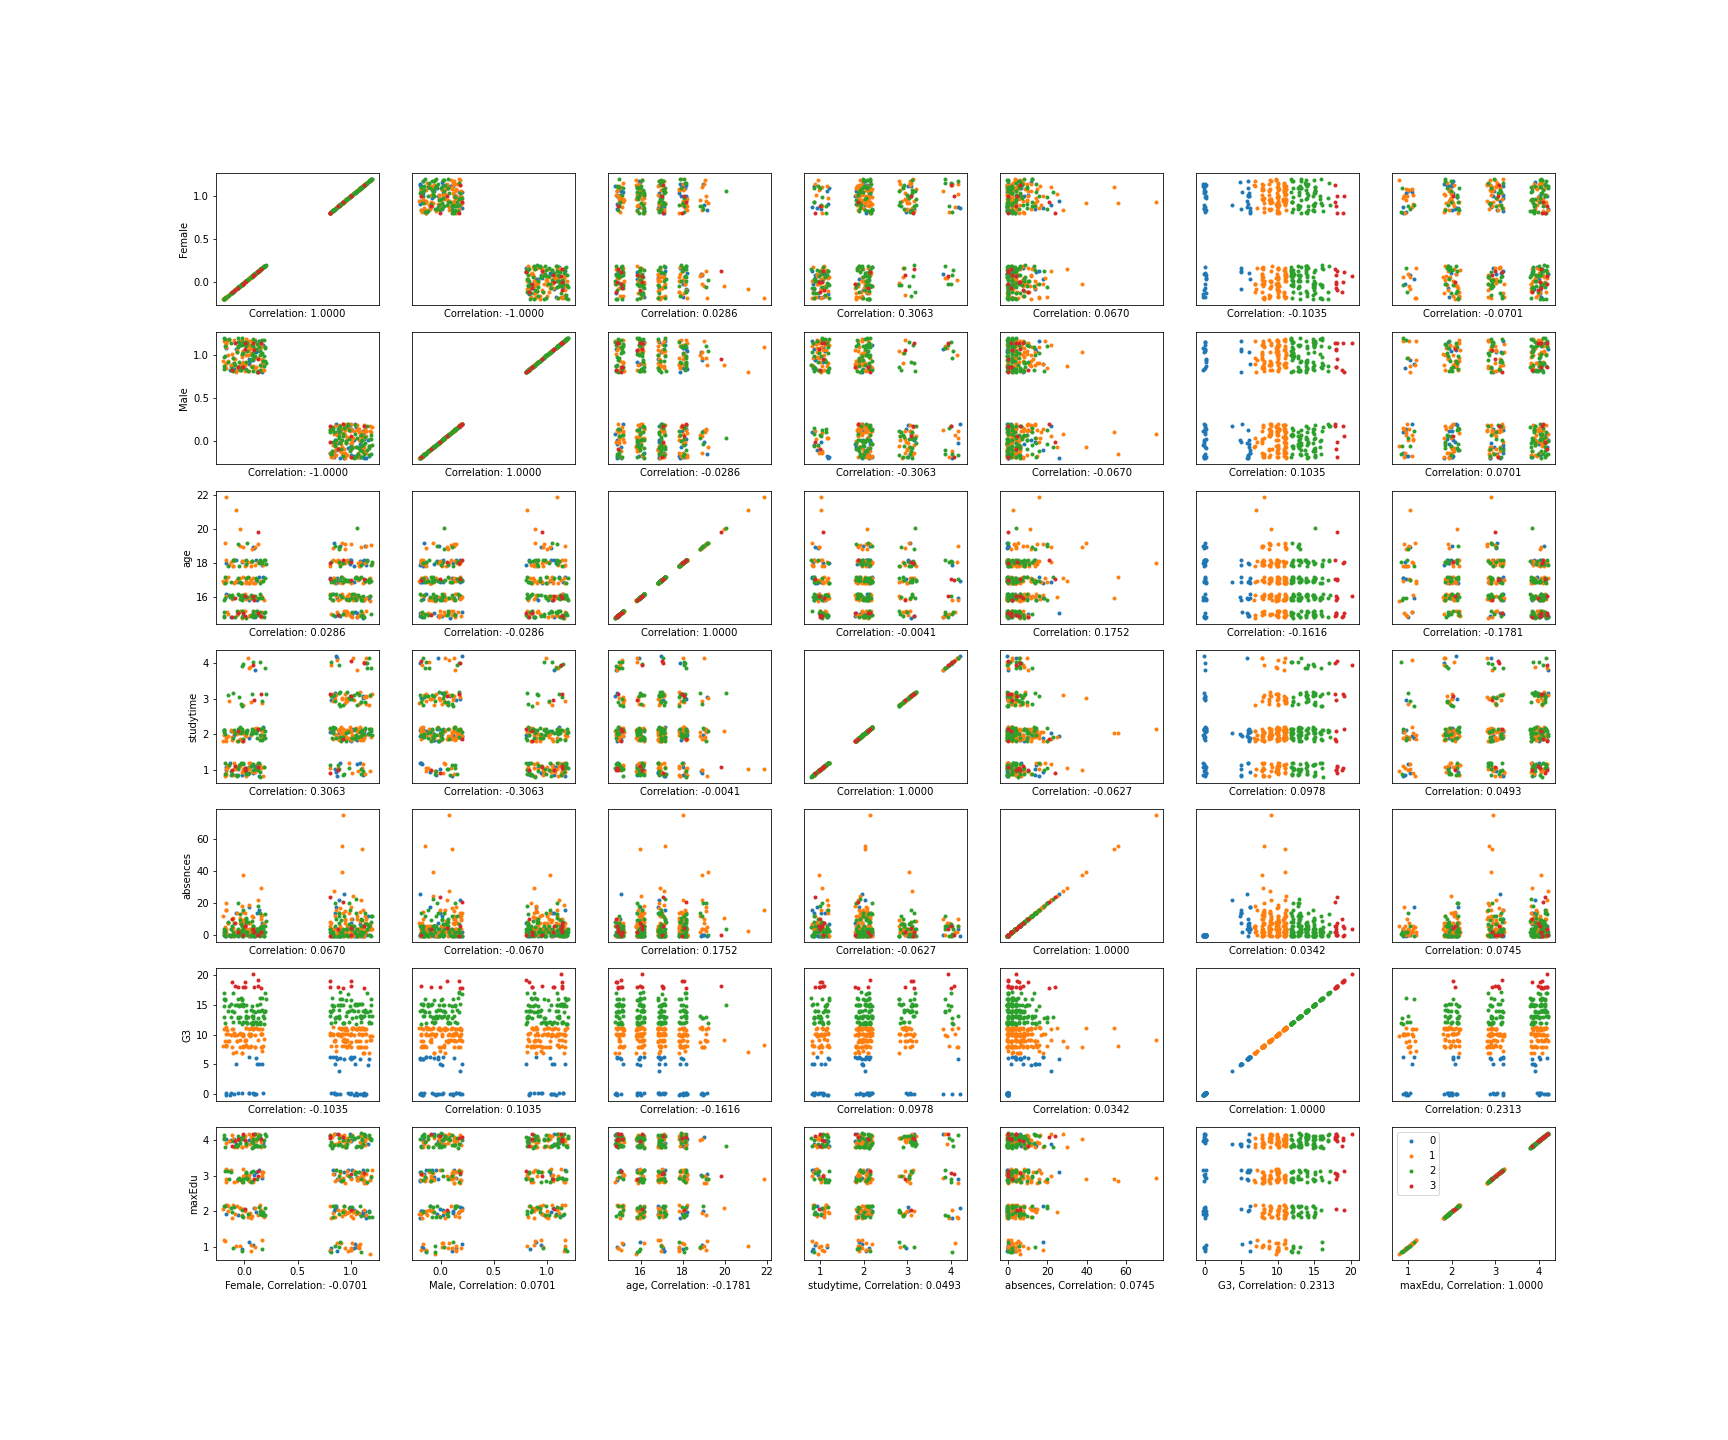 1.0
0.5
0.0
Female
Correlation: 1.0000
Correlation: -1.0000
Correlation: 0.0286
Correlation: 0.3063
Correlation: 0.0670
Correlation: -0.1035
Correlation: -0.0701
1.0
0.5
0.0
Male
Correlation: -1.0000
Correlation: 1.0000
Correlation: -0.0286
Correlation: -0.3063
Correlation: -0.0670
Correlation: 0.1035
Correlation: 0.0701
22
20
18
16
age
Correlation: 0.0286
Correlation: -0.0286
Correlation: 1.0000
Correlation: -0.0041
Correlation: 0.1752
Correlation: -0.1616
Correlation: -0.1781
4
3
2
1
studytime
Correlation: 0.3063
Correlation: -0.3063
Correlation: -0.0041
Correlation: 1.0000
Correlation: -0.0627
Correlation: 0.0978
Correlation: 0.0493
60
40
20
0
absences
Correlation: 0.0670
Correlation: -0.0670
Correlation: 0.1752
Correlation: -0.0627
Correlation: 1.0000
Correlation: 0.0342
Correlation: 0.0745
20
15
10
5
0
G3
Correlation: -0.1035
Correlation: 0.1035
Correlation: -0.1616
Correlation: 0.0978
Correlation: 0.0342
Correlation: 1.0000
Correlation: 0.2313
4
3
2
1
maxEdu
0
1
2
3
0.0 0.5 1.0
Female, Correlation: -0.0701
0.0 0.5 1.0
Male, Correlation: 0.0701
16 18 20 22
age, Correlation: -0.1781
1 2 3 4
studytime, Correlation: 0.0493
0 20 40 60
absences, Correlation: 0.0745
0 5 10 15 20
G3, Correlation: 0.2313
1 2 3 4
maxEdu, Correlation: 1.0000